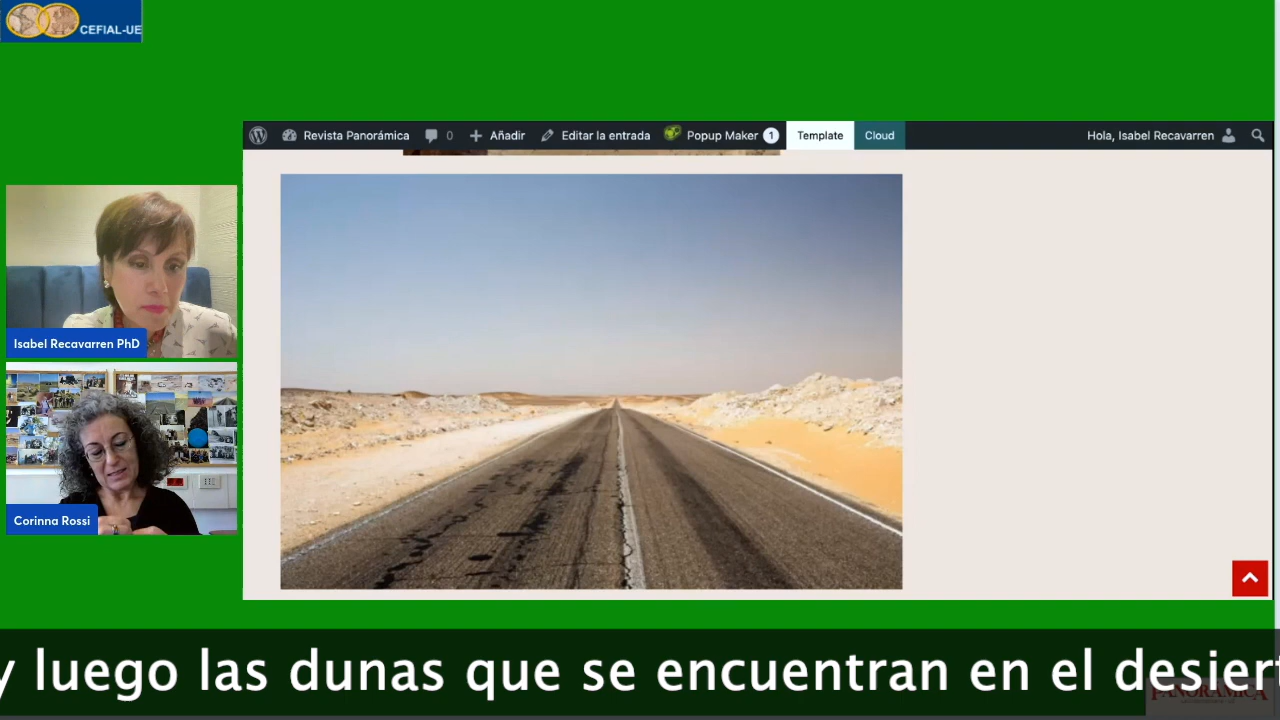 CEFIAL-UE
Revista Panorámica 0 Añadir Editar la entrada Popup Maker 1 Template Cloud Hola, Isabel Recavarren
Isabel Recavarren PhD
Corinna Rossi
y luego las dunas que se encuentran en el desiert
PANORÁMICA